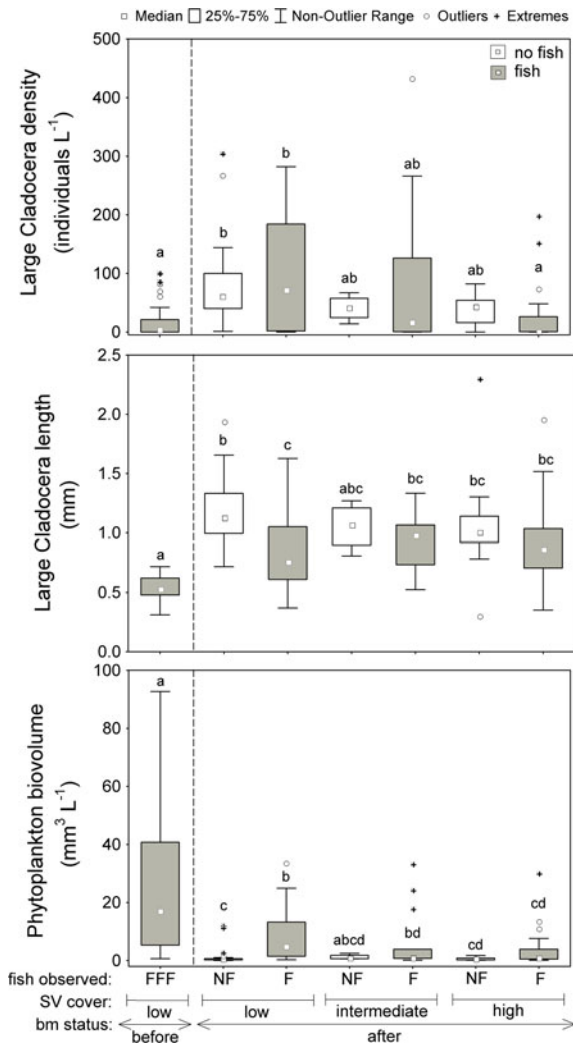 Median 25%-75% Non-Outlier Range Outliers Extremes
Large Cladocera density
(individuals L-1)
500
400
300
200
100
0
no fish
fish
a b b ab ab ab a
Large Cladocera length
(mm)
2.5
2.0
1.5
1.0
0.5
0.0
a b c abc bc bc bc
Phytoplankton biovolume
(mm3 L-1)
100
80
60
40
20
0
a c b abcd bd cd cd
fish observed: FFF NF F NF F NF F
SV cover: low low intermediate high
bm status: before after